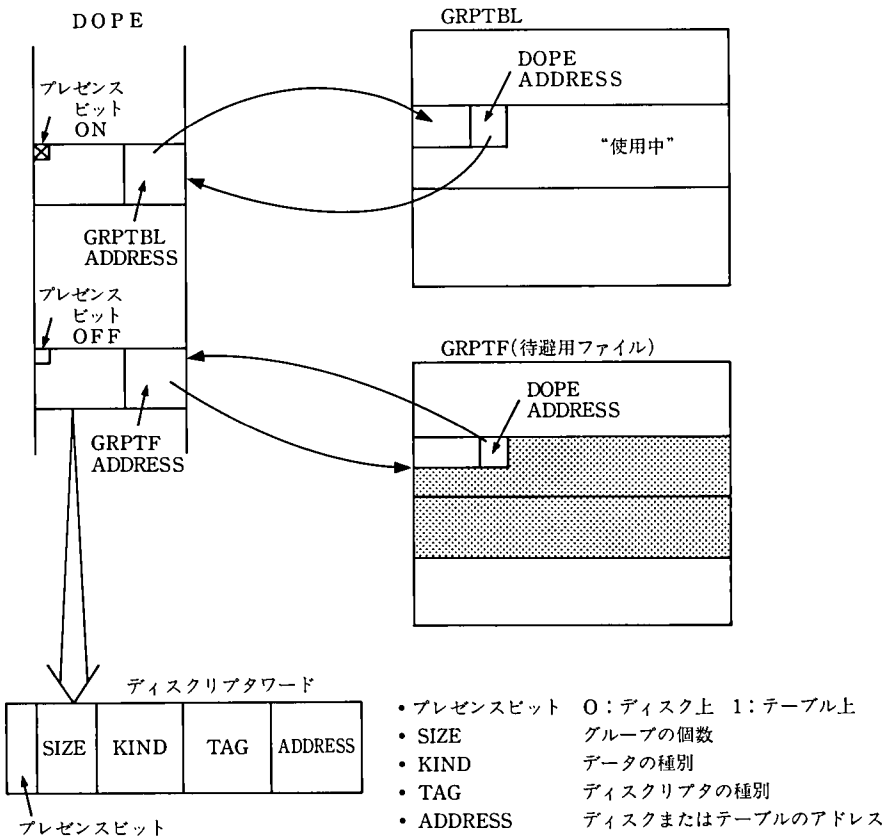 DOPE
プレゼンス
ビット
ON
GRPTBL
ADDRESS
プレゼンス
ビット
OFF
GRPTF
ADDRESS
GRPTBL
DOPE
ADDRESS
“使用中”
GRPTF(待避用ファイル)
DOPE
ADDRESS
ディスクリプタワード
SIZE KIND TAG ADDRESS
プレゼンスビット
・プレゼンスビット 0：ディスク上 1：テーブル上
・SIZE グループの個数
・KIND データの種別
・TAG ディスクリプタの種別
・ADDRESS ディスクまたはテーブルのアドレス